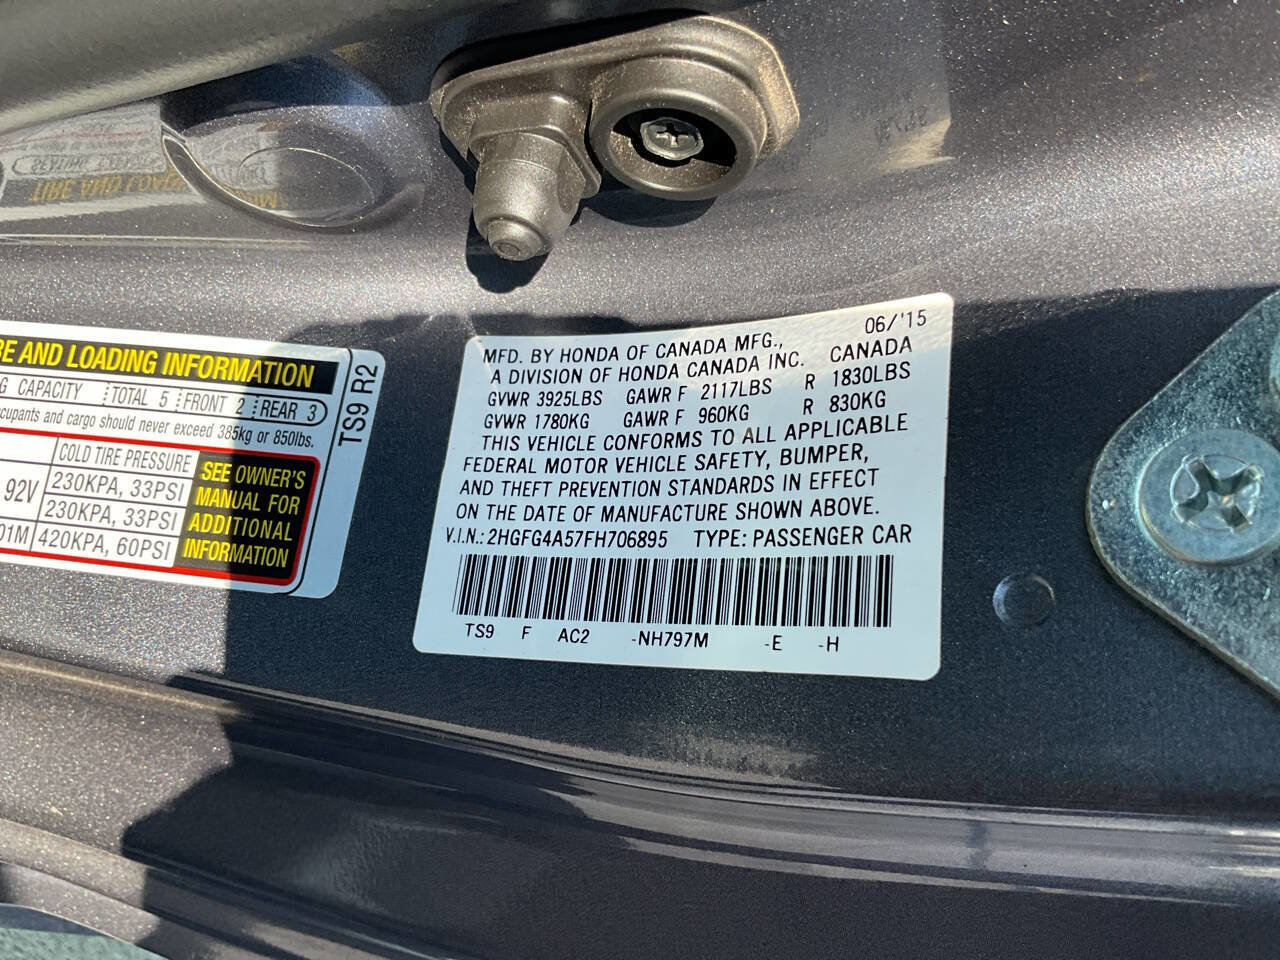 RE AND LOADING INFORMATION
G CAPACITY TOTAL 5 FRONT 2 REAR 3
cupants and cargo should never exceed 385kg or 850lbs.
COLD TIRE PRESSURE
92V 230KPA, 33PSI
230KPA, 33PSI
01M 420KPA, 60PSI
SEE OWNER'S
MANUAL FOR
ADDITIONAL
INFORMATION
TS9 R2
06/'15
MFD. BY HONDA OF CANADA MFG.,
A DIVISION OF HONDA CANADA INC. CANADA
GVWR 3925LBS GAWR F 2117LBS R 1830LBS
GVWR 1780KG GAWR F 960KG R 830KG
THIS VEHICLE CONFORMS TO ALL APPLICABLE
FEDERAL MOTOR VEHICLE SAFETY, BUMPER,
AND THEFT PREVENTION STANDARDS IN EFFECT
ON THE DATE OF MANUFACTURE SHOWN ABOVE.
V.I.N.: 2HGFG4A57FH706895 TYPE: PASSENGER CAR
TS9 F AC2 -NH797M -E -H